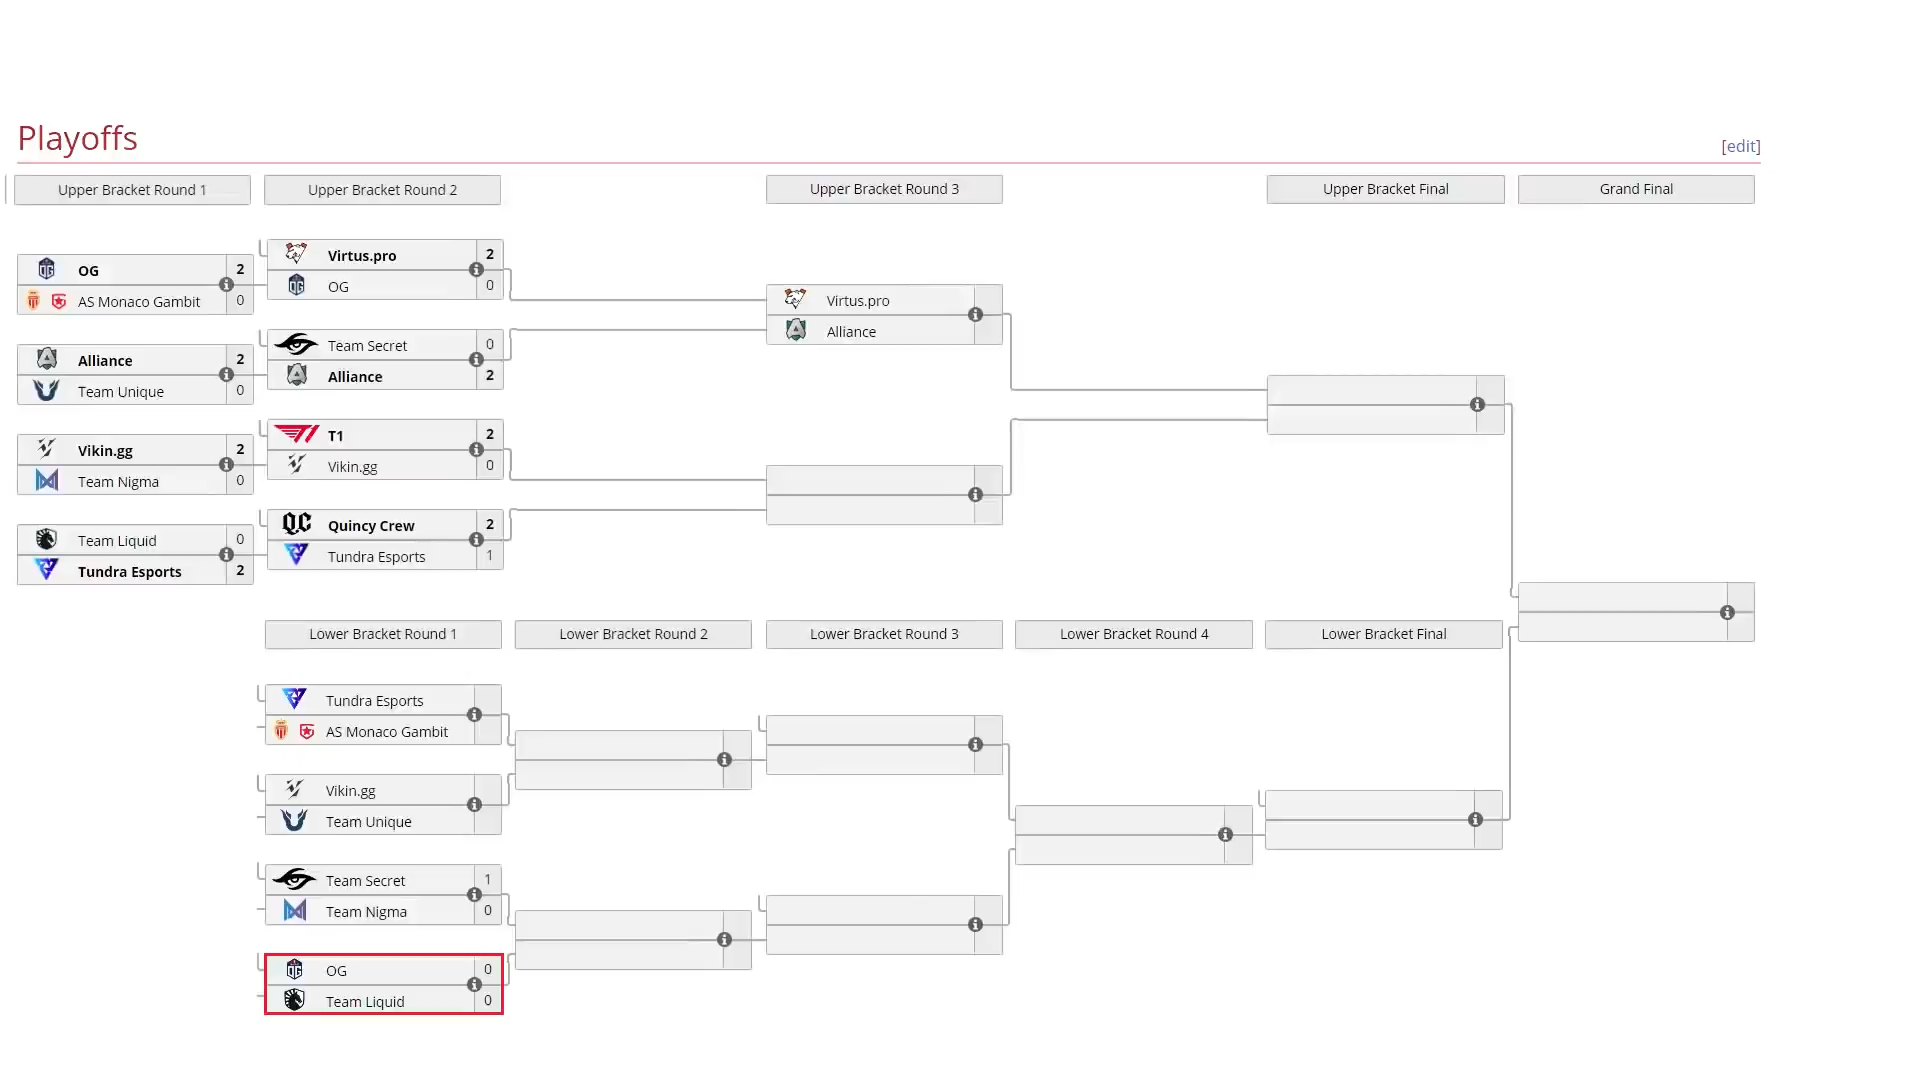 Playoffs
[edit]
Upper Bracket Round 1
Upper Bracket Round 2
Upper Bracket Round 3
Upper Bracket Final
Grand Final
OG 2
AS Monaco Gambit 0
Alliance 2
Team Unique 0
Vikin.gg 2
Team Nigma 0
Team Liquid 0
Tundra Esports 2
Virtus.pro 2
OG 0
Team Secret 0
Alliance 2
T1 2
Vikin.gg 0
QC Quincy Crew 2
Tundra Esports 1
Virtus.pro
Alliance
Lower Bracket Round 1
Lower Bracket Round 2
Lower Bracket Round 3
Lower Bracket Round 4
Lower Bracket Final
Tundra Esports
AS Monaco Gambit
Vikin.gg
Team Unique
Team Secret 1
Team Nigma 0
OG 0
Team Liquid 0